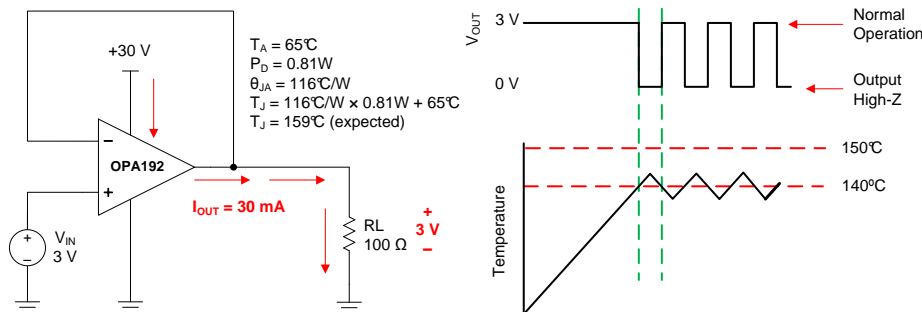 +30 V
T_A = 65°C
P_D = 0.81W
θ_JA = 116°C/W
T_J = 116°C/W × 0.81W + 65°C
T_J = 159°C (expected)
−
OPA192
+
I_OUT = 30 mA
V_IN
3 V
RL
100 Ω
+
3 V
−
V_OUT
3 V
0 V
Normal
Operation
Output
High-Z
Temperature
150°C
140ºC